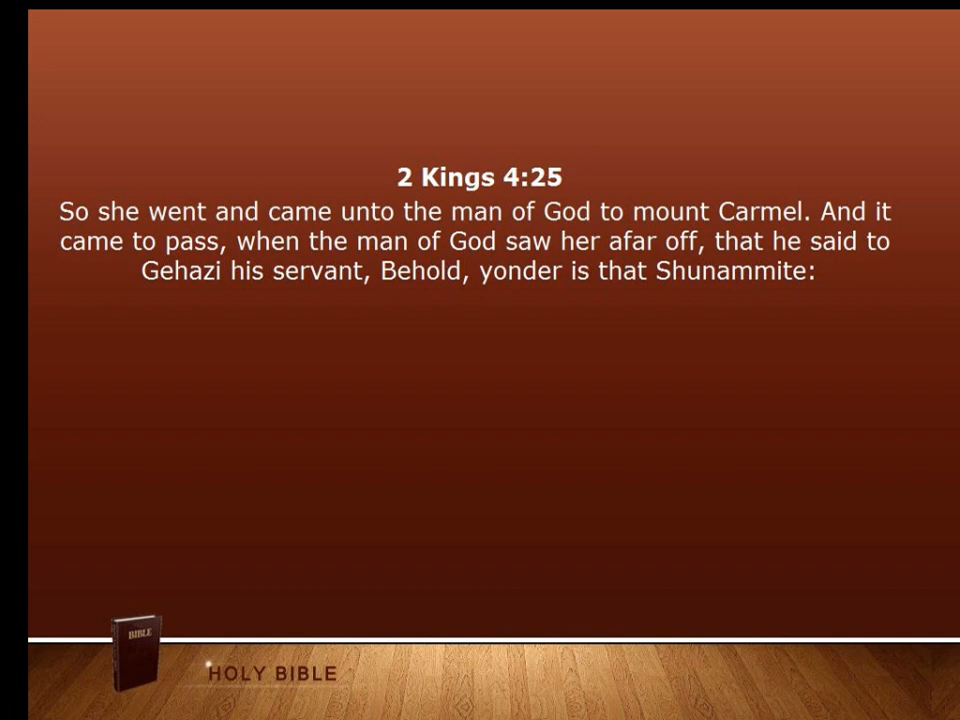 2 Kings 4:25
So she went and came unto the man of God to mount Carmel. And it
came to pass, when the man of God saw her afar off, that he said to
Gehazi his servant, Behold, yonder is that Shunammite:
BIBLE
HOLY BIBLE